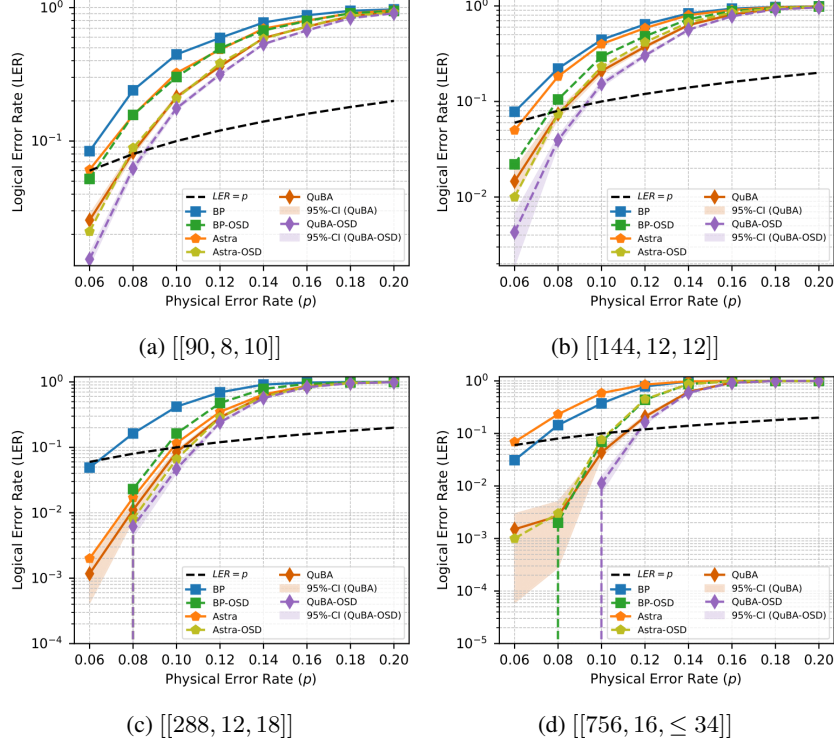 10⁰
10⁻¹
Logical Error Rate (LER)
LER = p
BP
BP-OSD
Astra
Astra-OSD
QuBA
95%-CI (QuBA)
QuBA-OSD
95%-CI (QuBA-OSD)
0.06 0.08 0.10 0.12 0.14 0.16 0.18 0.20
Physical Error Rate (p)
(a) [[90, 8, 10]]
10⁰
10⁻¹
10⁻²
Logical Error Rate (LER)
LER = p
BP
BP-OSD
Astra
Astra-OSD
QuBA
95%-CI (QuBA)
QuBA-OSD
95%-CI (QuBA-OSD)
0.06 0.08 0.10 0.12 0.14 0.16 0.18 0.20
Physical Error Rate (p)
(b) [[144, 12, 12]]
10⁰
10⁻¹
10⁻²
10⁻³
10⁻⁴
Logical Error Rate (LER)
LER = p
BP
BP-OSD
Astra
Astra-OSD
QuBA
95%-CI (QuBA)
QuBA-OSD
95%-CI (QuBA-OSD)
0.06 0.08 0.10 0.12 0.14 0.16 0.18 0.20
Physical Error Rate (p)
(c) [[288, 12, 18]]
10⁰
10⁻¹
10⁻²
10⁻³
10⁻⁴
10⁻⁵
Logical Error Rate (LER)
LER = p
BP
BP-OSD
Astra
Astra-OSD
QuBA
95%-CI (QuBA)
QuBA-OSD
95%-CI (QuBA-OSD)
0.06 0.08 0.10 0.12 0.14 0.16 0.18 0.20
Physical Error Rate (p)
(d) [[756, 16, ≤ 34]]